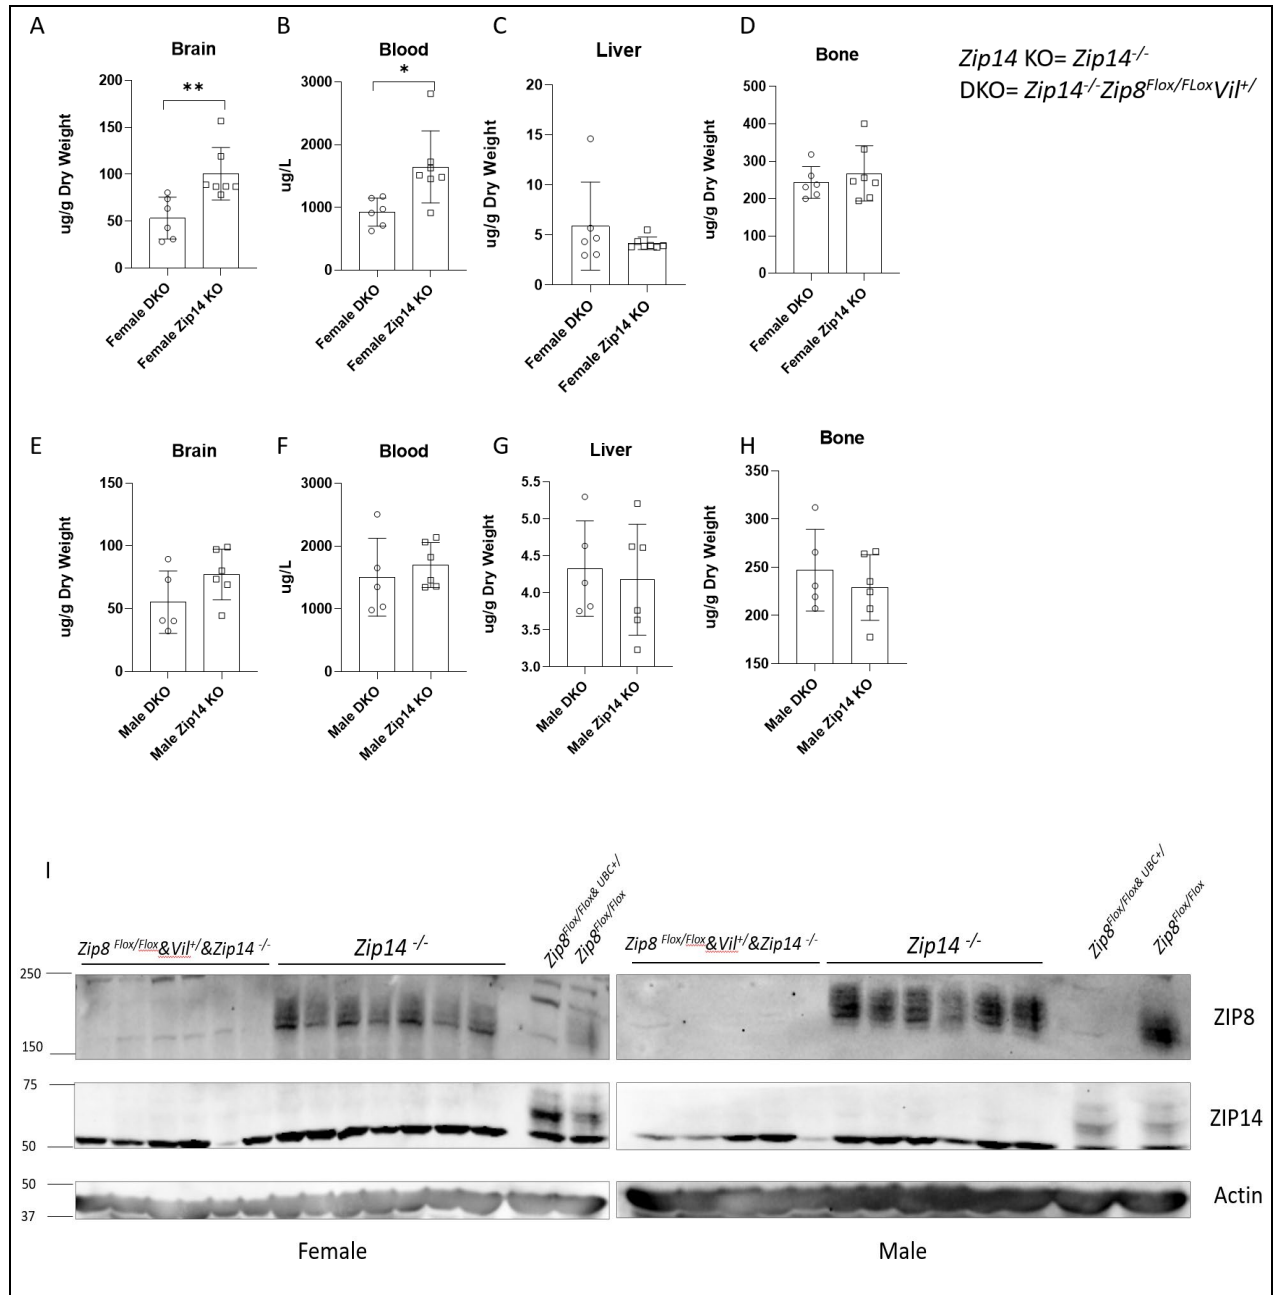 A
B
C
D
Brain
Blood
Liver
Bone
Zip14 KO= Zip14-/-
DKO= Zip14-/-Zip8Flox/FLoxVil+/
**
*
200
150
100
50
0
ug/g Dry Weight
3000
2000
1000
0
ug/L
20
15
10
5
0
ug/g Dry Weight
500
400
300
200
100
0
ug/g Dry Weight
Female DKO
Female Zip14 KO
Female DKO
Female Zip14 KO
Female DKO
Female Zip14 KO
Female DKO
Female Zip14 KO
E
F
G
H
Brain
Blood
Liver
Bone
150
100
50
0
ug/g Dry Weight
3000
2000
1000
0
ug/L
5.5
5.0
4.5
4.0
3.5
3.0
ug/g Dry Weight
350
300
250
200
150
ug/g Dry Weight
Male DKO
Male Zip14 KO
Male DKO
Male Zip14 KO
Male DKO
Male Zip14 KO
Male DKO
Male Zip14 KO
I
Zip8 Flox/Flox&Vil+/&Zip14 -/-
Zip14 -/-
Zip8Flox/Flox& UBC+/
Zip8Flox/Flox
Zip8 Flox/Flox&Vil+/&Zip14 -/-
Zip14 -/-
Zip8Flox/Flox& UBC+/
Zip8Flox/Flox
250
150
ZIP8
75
50
ZIP14
50
37
Actin
Female
Male